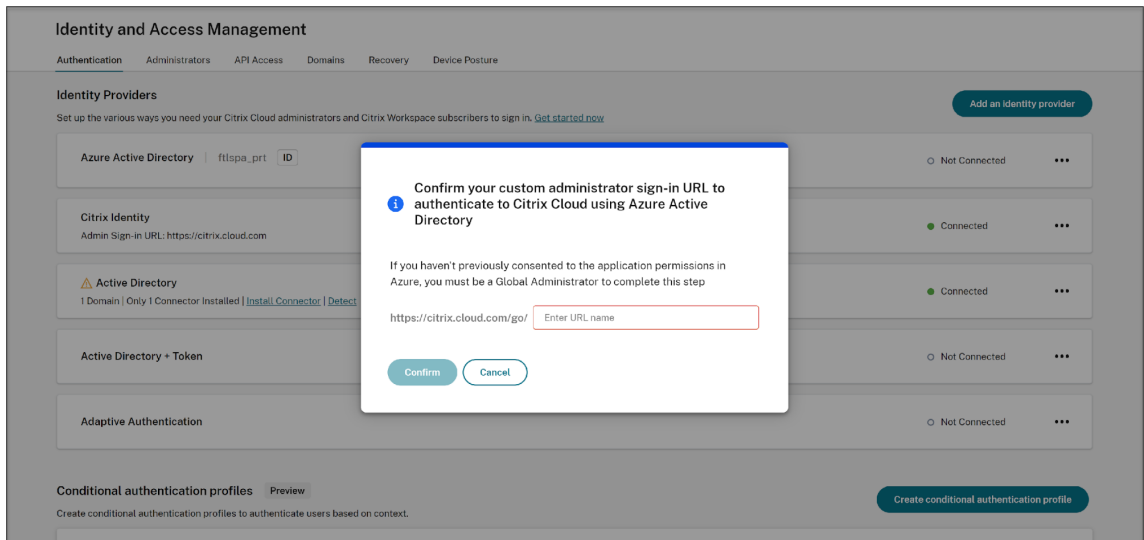 Identity and Access Management
Authentication Administrators API Access Domains Recovery Device Posture
Identity Providers
Add an identity provider
Set up the various ways you need your Citrix Cloud administrators and Citrix Workspace subscribers to sign in. Get started now
Azure Active Directory | ftlspa_prt ID
Not Connected
Citrix Identity
Admin Sign-in URL: https://citrix.cloud.com
Connected
Active Directory
1 Domain | Only 1 Connector Installed | Install Connector | Detect
Connected
Active Directory + Token
Not Connected
Adaptive Authentication
Not Connected
Confirm your custom administrator sign-in URL to
authenticate to Citrix Cloud using Azure Active
Directory
If you haven't previously consented to the application permissions in
Azure, you must be a Global Administrator to complete this step
https://citrix.cloud.com/go/ Enter URL name
Confirm Cancel
Conditional authentication profiles Preview
Create conditional authentication profile
Create conditional authentication profiles to authenticate users based on context.